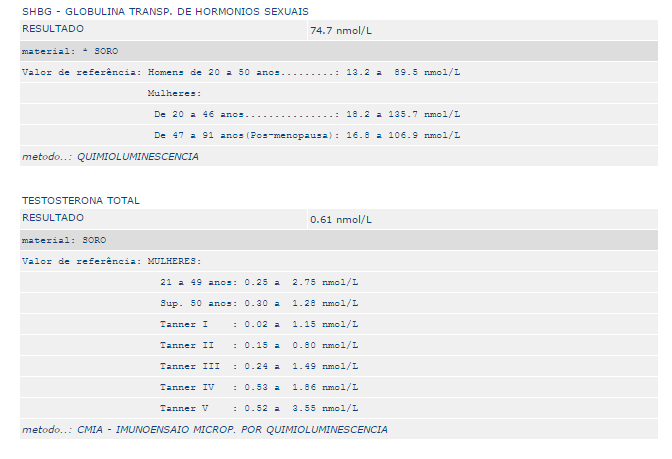 SHBG - GLOBULINA TRANSP. DE HORMONIOS SEXUAIS
RESULTADO 74.7 nmol/L
material: * SORO
Valor de referência: Homens de 20 a 50 anos.........: 13.2 a 89.5 nmol/L
Mulheres:
De 20 a 46 anos...............: 18.2 a 135.7 nmol/L
De 47 a 91 anos(Pos-menopausa): 16.8 a 106.9 nmol/L
metodo..: QUIMIOLUMINESCENCIA
TESTOSTERONA TOTAL
RESULTADO 0.61 nmol/L
material: SORO
Valor de referência: MULHERES:
21 a 49 anos: 0.25 a 2.75 nmol/L
Sup. 50 anos: 0.30 a 1.28 nmol/L
Tanner I : 0.02 a 1.15 nmol/L
Tanner II : 0.15 a 0.80 nmol/L
Tanner III : 0.24 a 1.49 nmol/L
Tanner IV : 0.53 a 1.86 nmol/L
Tanner V : 0.52 a 3.55 nmol/L
metodo..: CMIA - IMUNOENSAIO MICROP. POR QUIMIOLUMINESCENCIA